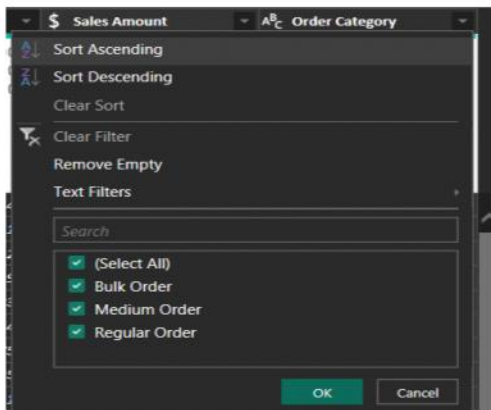 $ Sales Amount ABC Order Category
Sort Ascending
Sort Descending
Clear Sort
Clear Filter
Remove Empty
Text Filters
Search
(Select All)
Bulk Order
Medium Order
Regular Order
OK Cancel